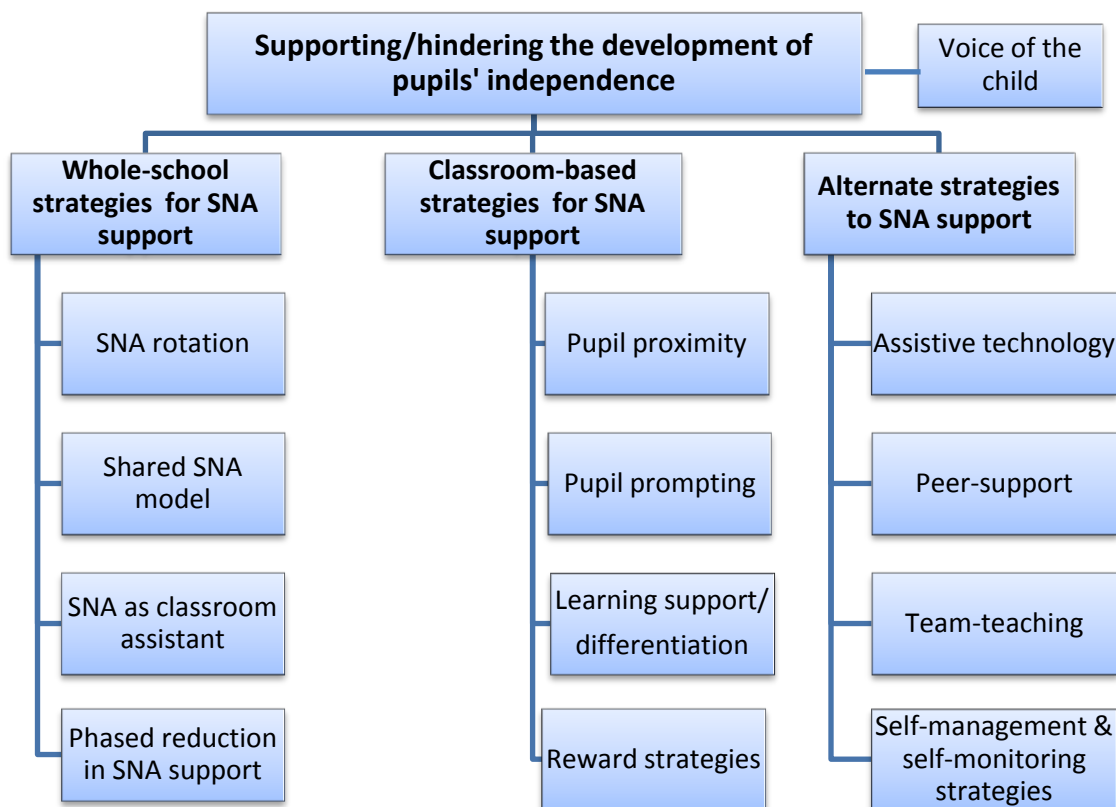 Supporting/hindering the development of
pupils' independence
Voice of the
child
Whole-school
strategies for SNA
support
SNA rotation
Shared SNA
model
SNA as classroom
assistant
Phased reduction
in SNA support
Classroom-based
strategies for SNA
support
Pupil proximity
Pupil prompting
Learning support/
differentiation
Reward strategies
Alternate strategies
to SNA support
Assistive technology
Peer-support
Team-teaching
Self-management &
self-monitoring
strategies